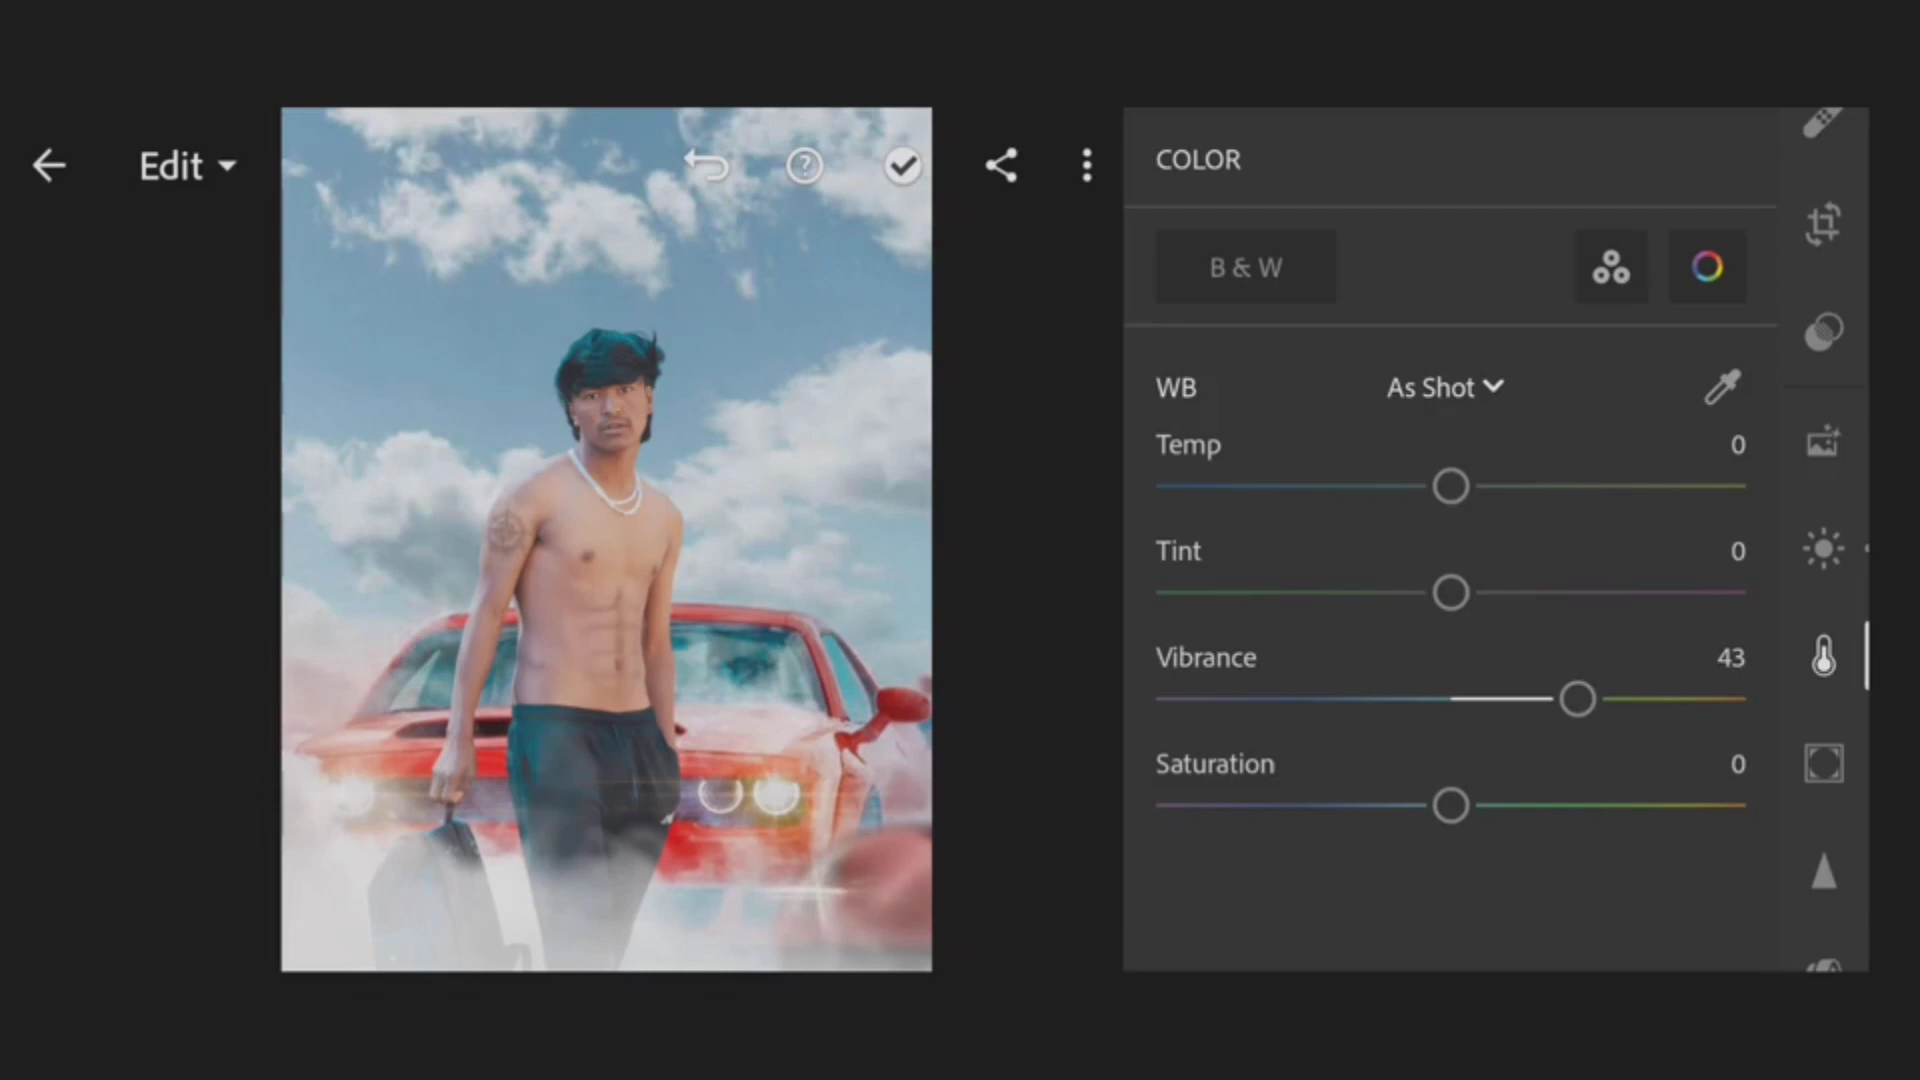 Edit
COLOR
B & W
WB As Shot
Temp 0
Tint 0
Vibrance 43
Saturation 0